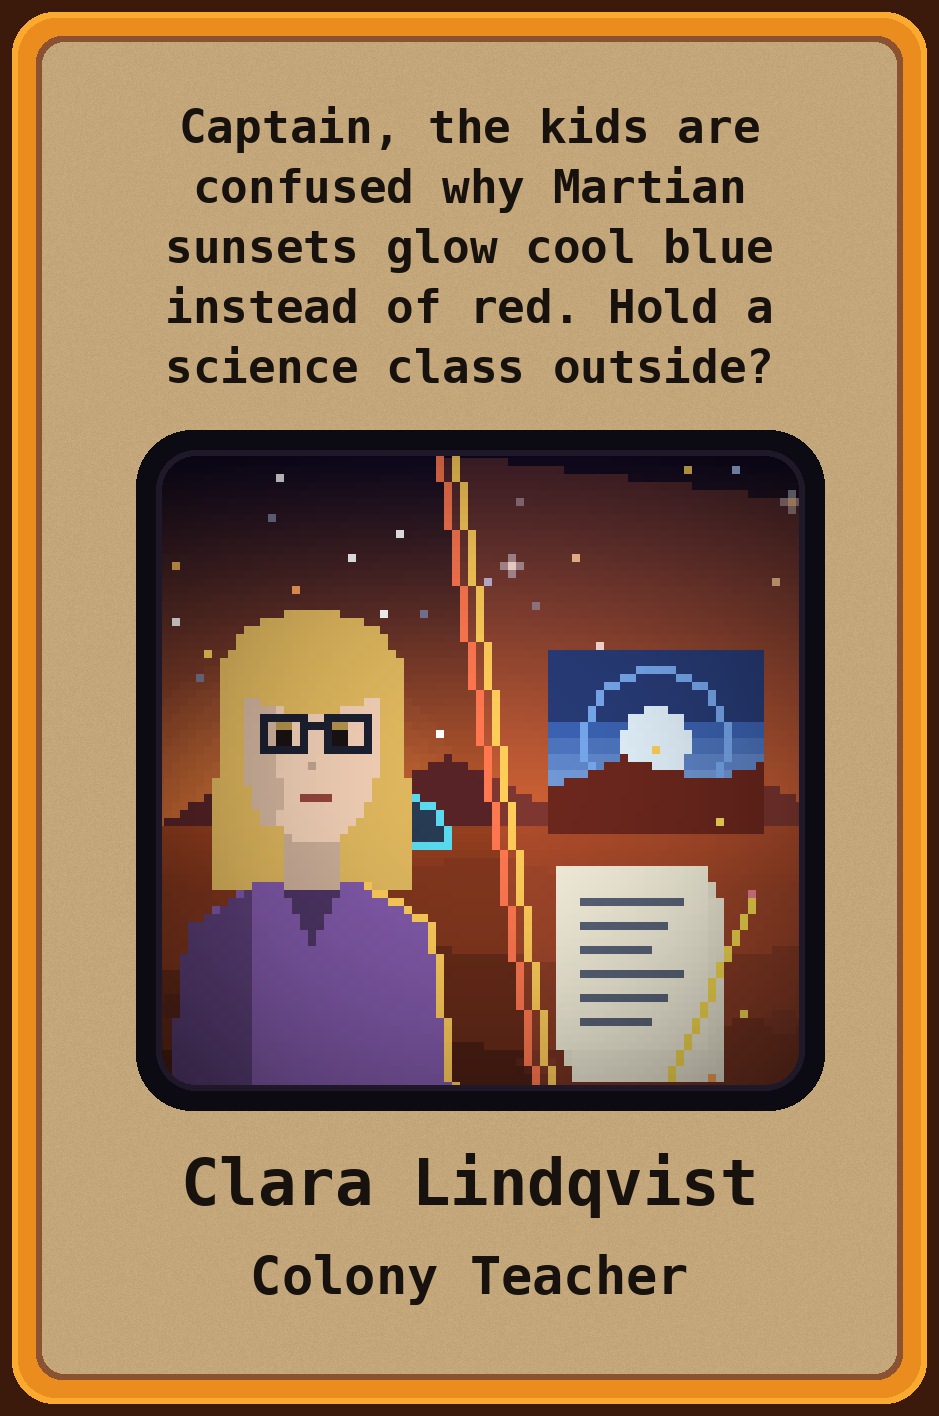 Captain, the kids are
confused why Martian
sunsets glow cool blue
instead of red. Hold a
science class outside?
Clara Lindqvist
Colony Teacher